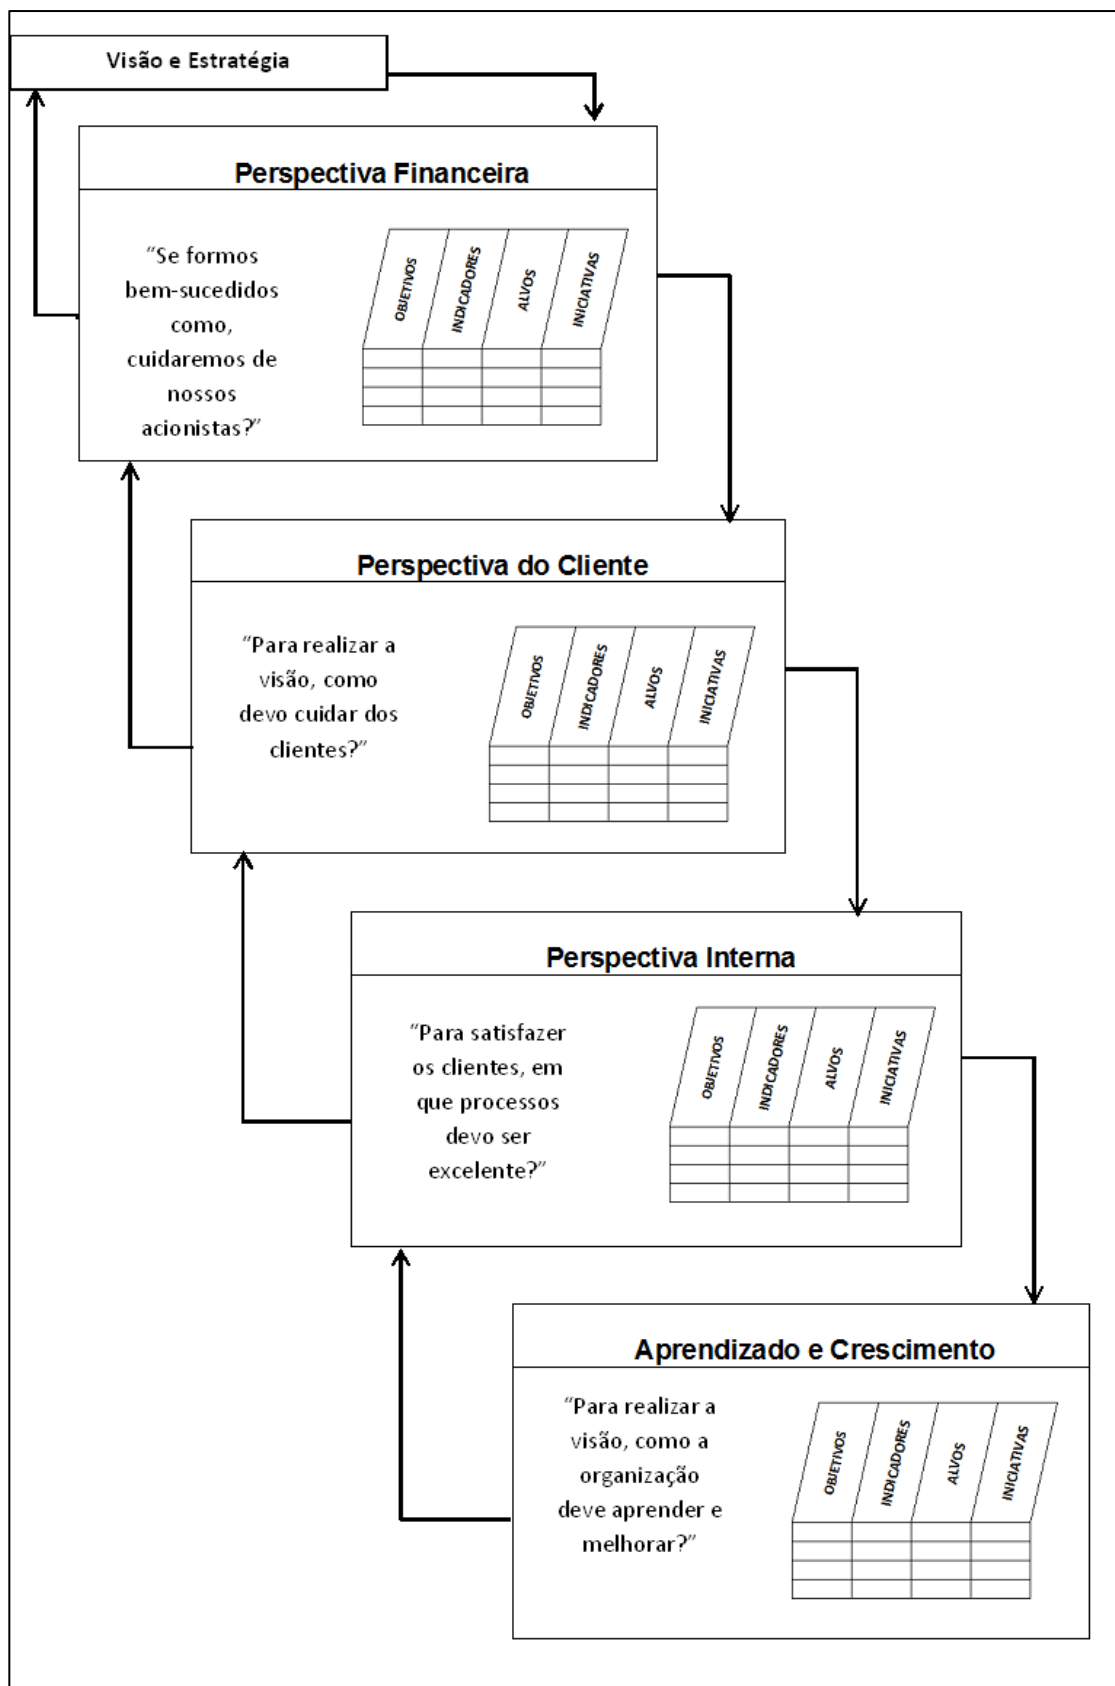 Visão e Estratégia
Perspectiva Financeira
“Se formos
bem-sucedidos
como,
cuidaremos de
nossos
acionistas?”
OBJETIVOS
INDICADORES
ALVOS
INICIATIVAS
Perspectiva do Cliente
“Para realizar a
visão, como
devo cuidar dos
clientes?”
OBJETIVOS
INDICADORES
ALVOS
INICIATIVAS
Perspectiva Interna
“Para satisfazer
os clientes, em
que processos
devo ser
excelente?”
OBJETIVOS
INDICADORES
ALVOS
INICIATIVAS
Aprendizado e Crescimento
“Para realizar a
visão, como a
organização
deve aprender e
melhorar?”
OBJETIVOS
INDICADORES
ALVOS
INICIATIVAS